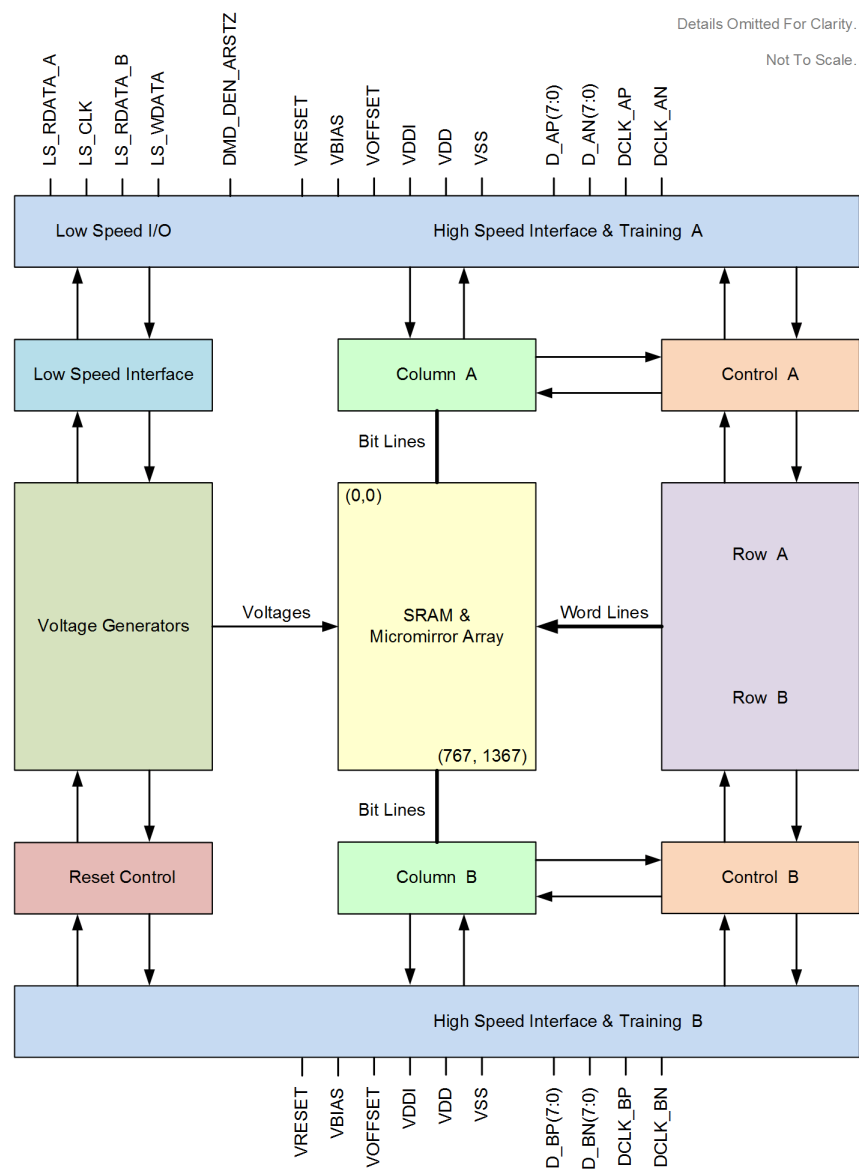 Details Omitted For Clarity.
Not To Scale.
LS_RDATA_A
LS_CLK
LS_RDATA_B
LS_WDATA
DMD_DEN_ARSTZ
VRESET
VBIAS
VOFFSET
VDDI
VDD
VSS
D_AP(7:0)
D_AN(7:0)
DCLK_AP
DCLK_AN
Low Speed I/O
High Speed Interface & Training A
Low Speed Interface
Column A
Control A
Bit Lines
(0,0)
Row A
Voltage Generators
Voltages
SRAM &
Micromirror Array
Word Lines
Row B
(767, 1367)
Bit Lines
Reset Control
Column B
Control B
High Speed Interface & Training B
VRESET
VBIAS
VOFFSET
VDDI
VDD
VSS
D_BP(7:0)
D_BN(7:0)
DCLK_BP
DCLK_BN